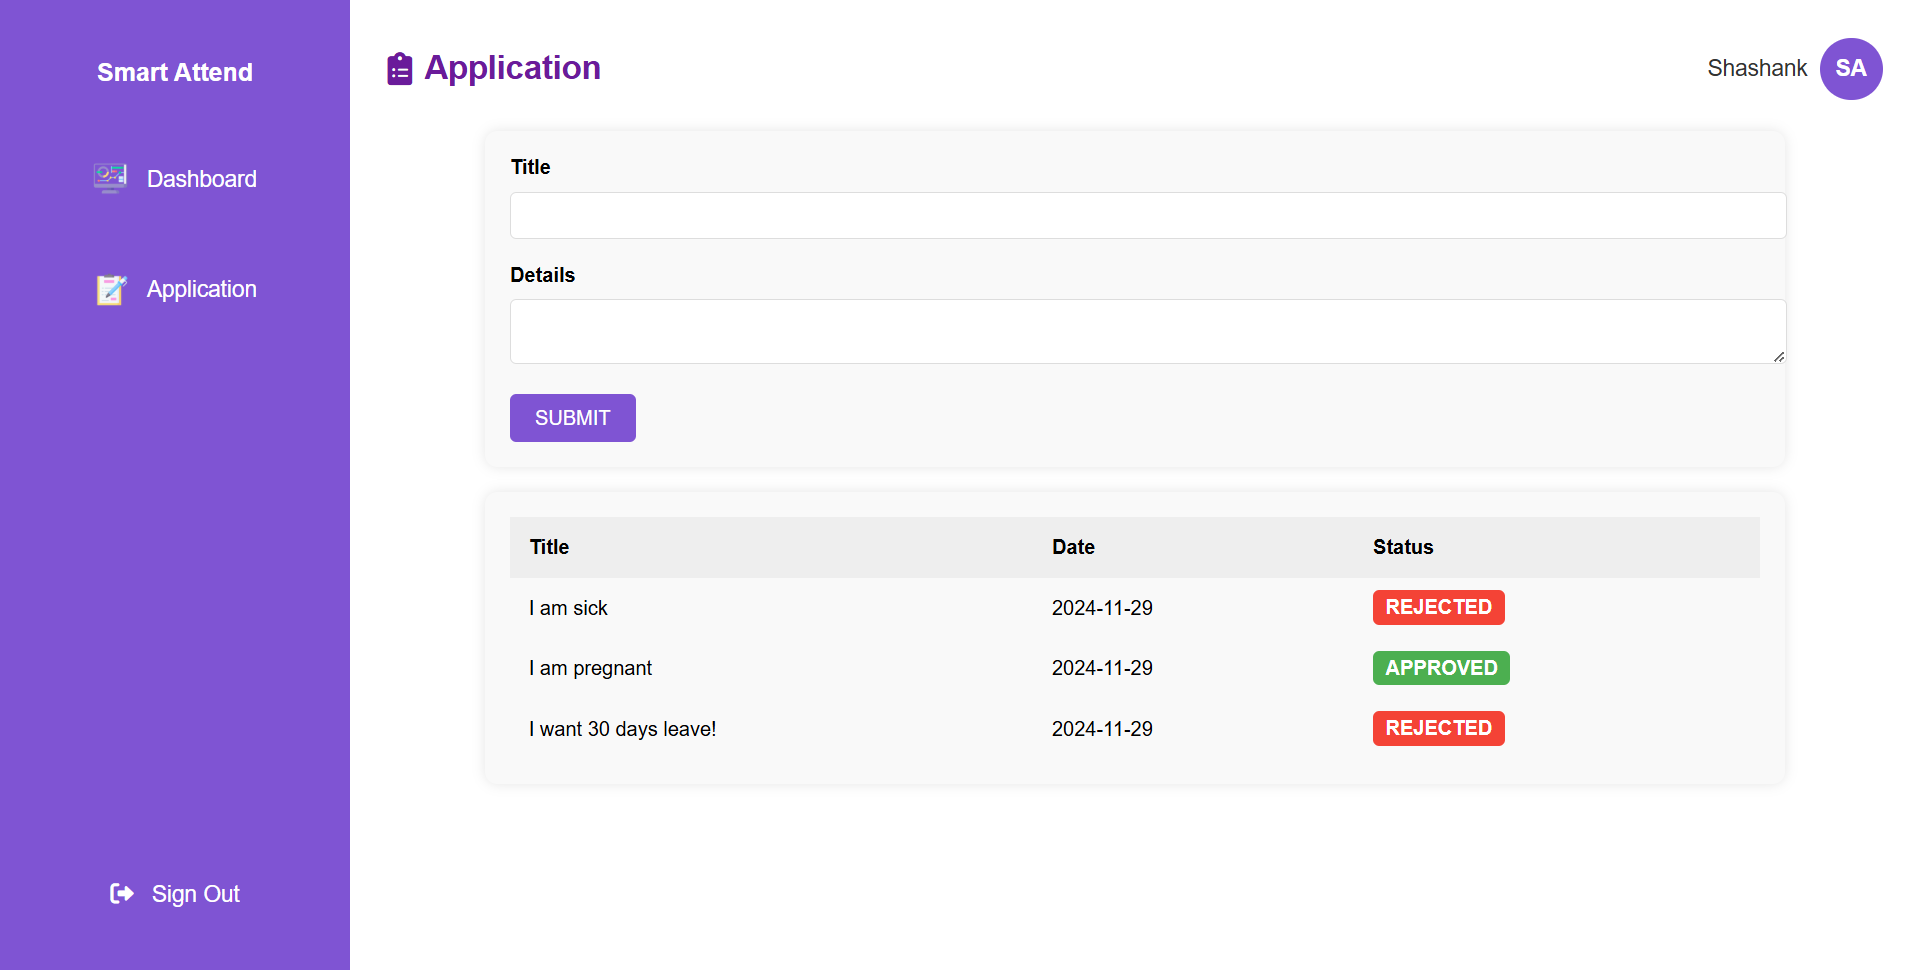 Smart Attend
Dashboard
Application
Sign Out
Application
Shashank SA
Title
Details
SUBMIT
Title Date Status
I am sick 2024-11-29 REJECTED
I am pregnant 2024-11-29 APPROVED
I want 30 days leave! 2024-11-29 REJECTED